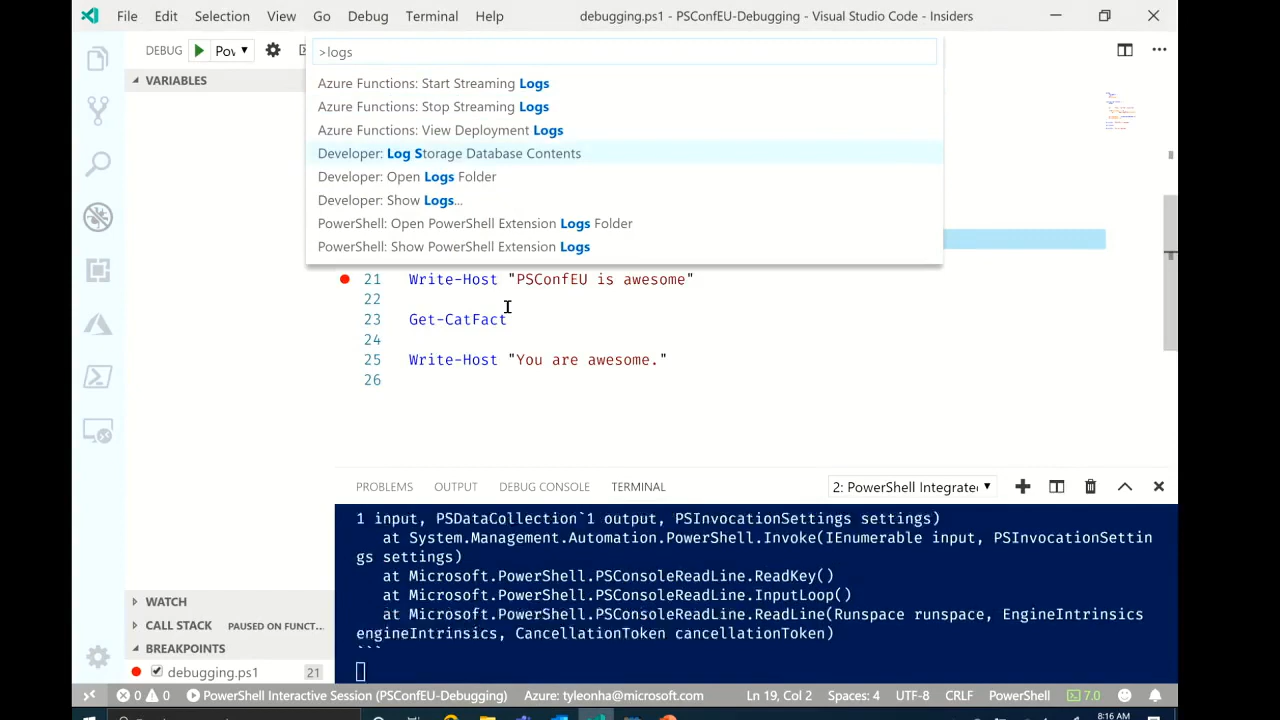 File Edit Selection View Go Debug Terminal Help debugging.ps1 - PSConfEU-Debugging - Visual Studio Code - Insiders
DEBUG Pov
>logs
VARIABLES
Azure Functions: Start Streaming Logs
Azure Functions: Stop Streaming Logs
Azure Functions: View Deployment Logs
Developer: Log Storage Database Contents
Developer: Open Logs Folder
Developer: Show Logs...
PowerShell: Open PowerShell Extension Logs Folder
PowerShell: Show PowerShell Extension Logs
21 Write-Host "PSConfEU is awesome"
22
23 Get-CatFact
24
25 Write-Host "You are awesome."
26
PROBLEMS OUTPUT DEBUG CONSOLE TERMINAL 2: PowerShell Integrate
1 input, PSDataCollection`1 output, PSInvocationSettings settings)
at System.Management.Automation.PowerShell.Invoke(IEnumerable input, PSInvocationSettin
gs settings)
at Microsoft.PowerShell.PSConsoleReadLine.ReadKey()
at Microsoft.PowerShell.PSConsoleReadLine.InputLoop()
at Microsoft.PowerShell.PSConsoleReadLine.ReadLine(Runspace runspace, EngineIntrinsics
engineIntrinsics, CancellationToken cancellationToken)
```
WATCH
CALL STACK PAUSED ON FUNCT...
BREAKPOINTS
debugging.ps1 21
0 0 PowerShell Interactive Session (PSConfEU-Debugging) Azure: tyleonha@microsoft.com Ln 19, Col 2 Spaces: 4 UTF-8 CRLF PowerShell 7.0
8:16 AM